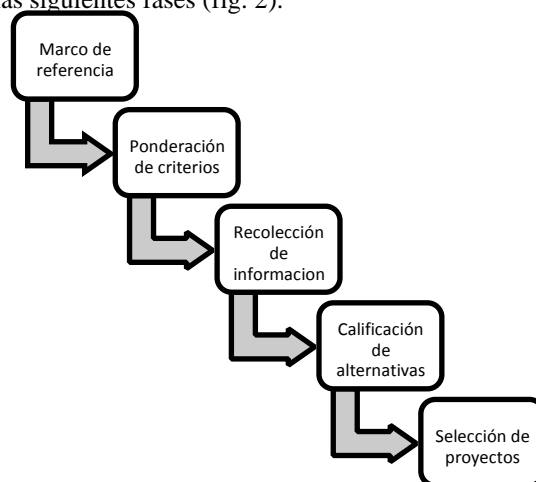 las siguientes fases (fig. 2).
Marco de
referencia
Ponderación
de criterios
Recolección
de
informacion
Calificación
de
alternativas
Selección de
proyectos